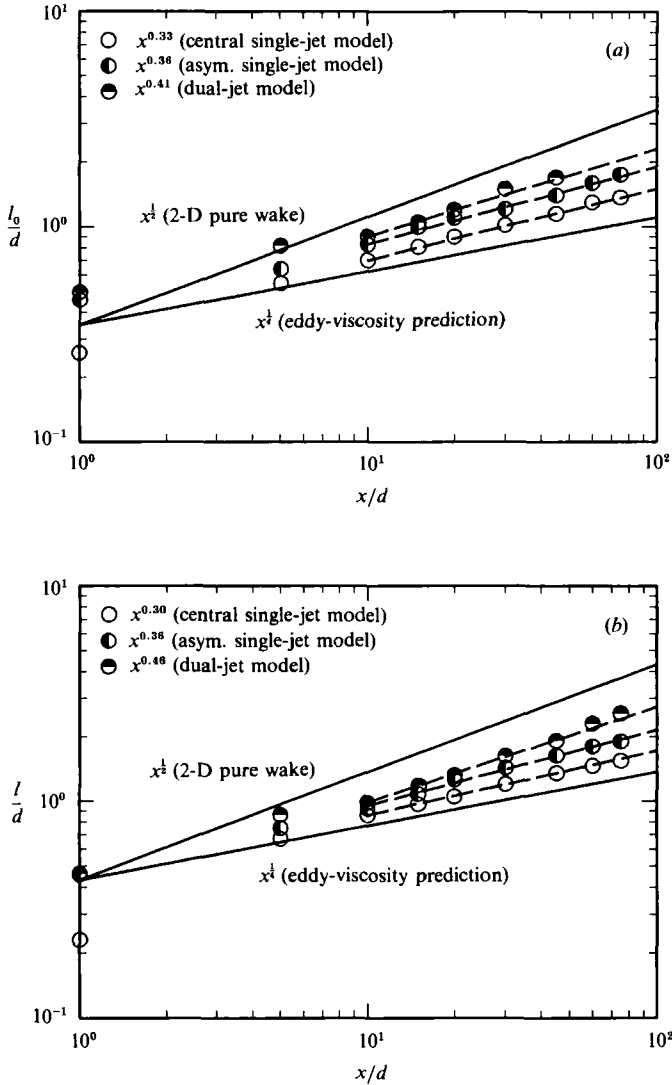 10¹
x^0.33 (central single-jet model)
x^0.36 (asym. single-jet model)
x^0.41 (dual-jet model)
(a)
l₀/d
10⁰
x^½ (2-D pure wake)
x^¼ (eddy-viscosity prediction)
10⁻¹
10⁰ 10¹ 10²
x/d
10¹
x^0.30 (central single-jet model)
x^0.36 (asym. single-jet model)
x^0.46 (dual-jet model)
(b)
l/d
10⁰
x^½ (2-D pure wake)
x^¼ (eddy-viscosity prediction)
10⁻¹
10⁰ 10¹ 10²
x/d